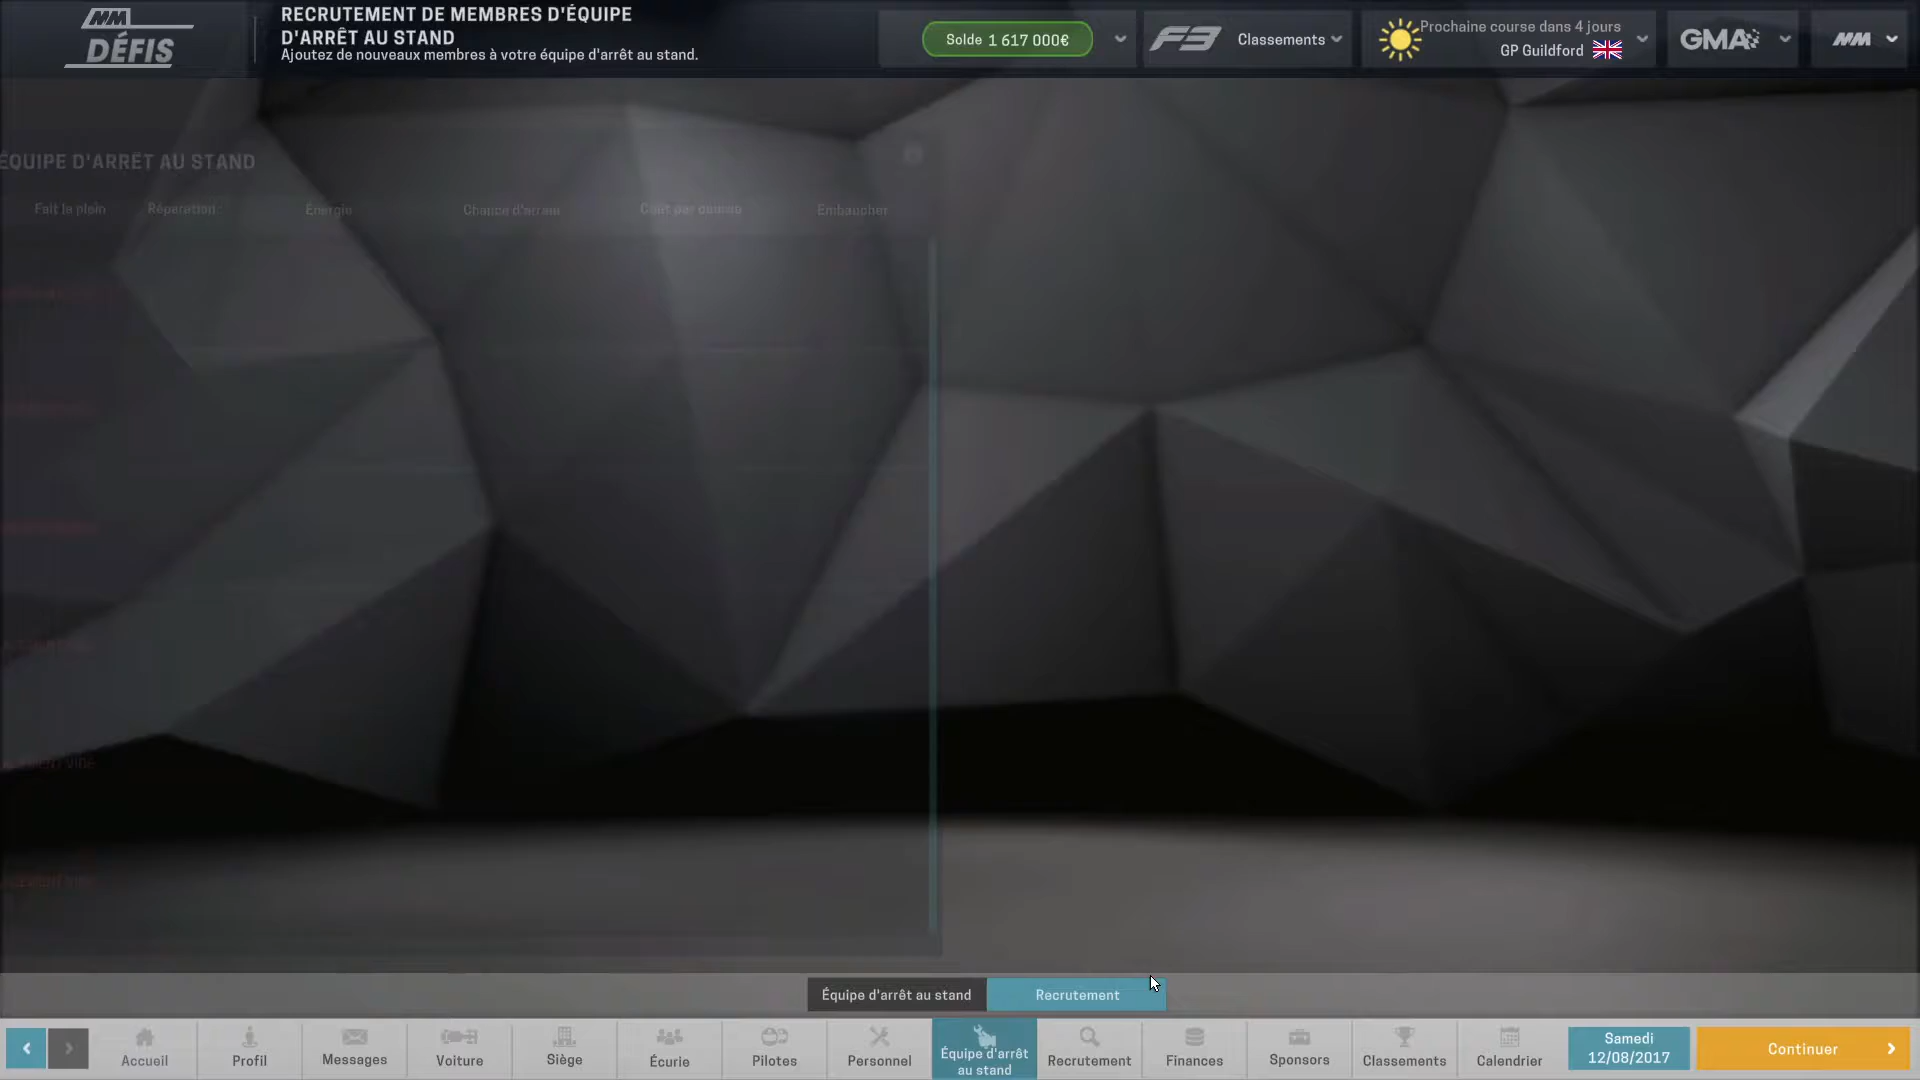 MM
DÉFIS
RECRUTEMENT DE MEMBRES D'ÉQUIPE
D'ARRÊT AU STAND
Ajoutez de nouveaux membres à votre équipe d'arrêt au stand.
Solde 1 617 000€
F3
Classements
Prochaine course dans 4 jours
GP Guildford
GMA
MM
ÉQUIPE D'ARRÊT AU STAND
Fait le plein
Réparation :
Énergie
Chance d'erreur
Embaucher
Équipe d'arrêt au stand
Recrutement
Accueil
Profil
Messages
Voiture
Siège
Écurie
Pilotes
Personnel
Équipe d'arrêt
au stand
Recrutement
Finances
Sponsors
Classements
Calendrier
Samedi
12/08/2017
Continuer